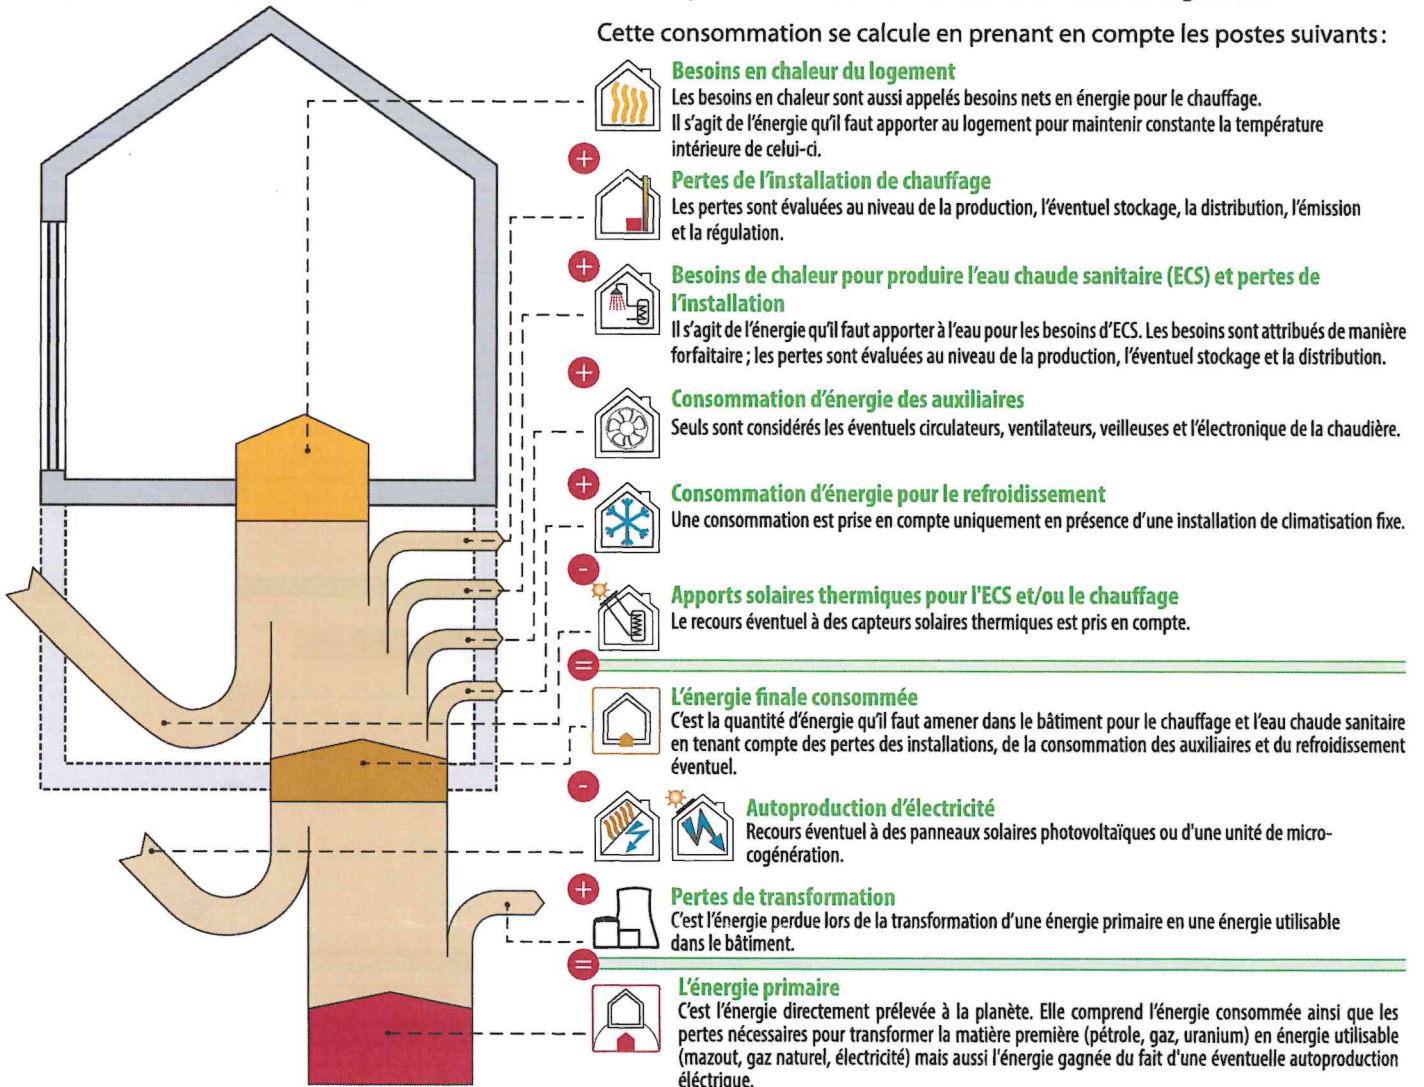 Cette consommation se calcule en prenant en compte les postes suivants :
Besoins en chaleur du logement
Les besoins en chaleur sont aussi appelés besoins nets en énergie pour le chauffage.
Il s'agit de l'énergie qu'il faut apporter au logement pour maintenir constante la température
intérieure de celui-ci.
+
Pertes de l'installation de chauffage
Les pertes sont évaluées au niveau de la production, l'éventuel stockage, la distribution, l'émission
et la régulation.
+
Besoins de chaleur pour produire l'eau chaude sanitaire (ECS) et pertes de
l'installation
Il s'agit de l'énergie qu'il faut apporter à l'eau pour les besoins d'ECS. Les besoins sont attribués de manière
forfaitaire ; les pertes sont évaluées au niveau de la production, l'éventuel stockage et la distribution.
+
Consommation d'énergie des auxiliaires
Seuls sont considérés les éventuels circulateurs, ventilateurs, veilleuses et l'électronique de la chaudière.
+
Consommation d'énergie pour le refroidissement
Une consommation est prise en compte uniquement en présence d'une installation de climatisation fixe.
-
Apports solaires thermiques pour l'ECS et/ou le chauffage
Le recours éventuel à des capteurs solaires thermiques est pris en compte.
=
L'énergie finale consommée
C'est la quantité d'énergie qu'il faut amener dans le bâtiment pour le chauffage et l'eau chaude sanitaire
en tenant compte des pertes des installations, de la consommation des auxiliaires et du refroidissement
éventuel.
-
Autoproduction d'électricité
Recours éventuel à des panneaux solaires photovoltaïques ou d'une unité de micro-
cogénération.
+
Pertes de transformation
C'est l'énergie perdue lors de la transformation d'une énergie primaire en une énergie utilisable
dans le bâtiment.
=
L'énergie primaire
C'est l'énergie directement prélevée à la planète. Elle comprend l'énergie consommée ainsi que les
pertes nécessaires pour transformer la matière première (pétrole, gaz, uranium) en énergie utilisable
(mazout, gaz naturel, électricité) mais aussi l'énergie gagnée du fait d'une éventuelle autoproduction
éléctrique.